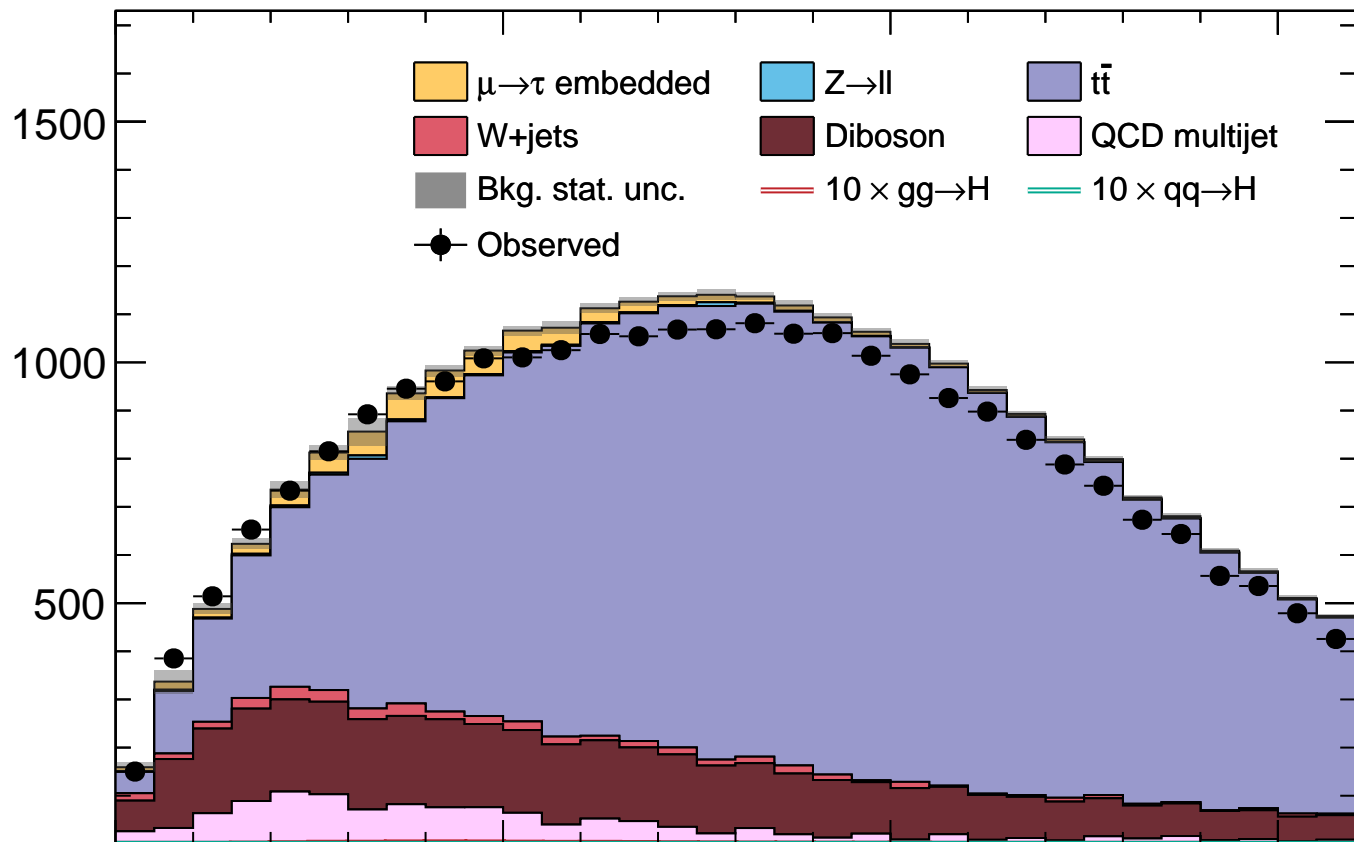 1500
μ→τ embedded Z→ll tt̄
W+jets Diboson QCD multijet
Bkg. stat. unc. 10 × gg→H 10 × qq→H
Observed
1000
500